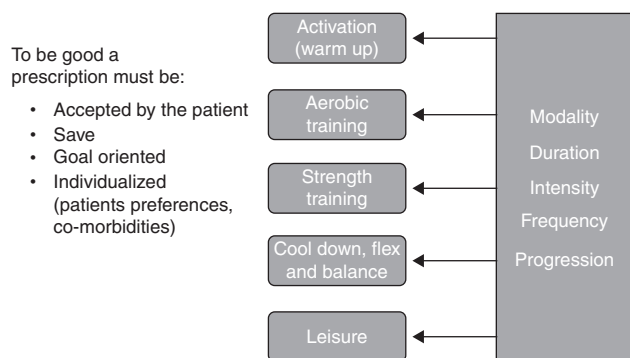 To be good a
prescription must be:
• Accepted by the patient
• Save
• Goal oriented
• Individualized
(patients preferences,
co-morbidities)
Activation
(warm up)
Aerobic
training
Strength
training
Cool down, flex
and balance
Leisure
Modality
Duration
Intensity
Frequency
Progression